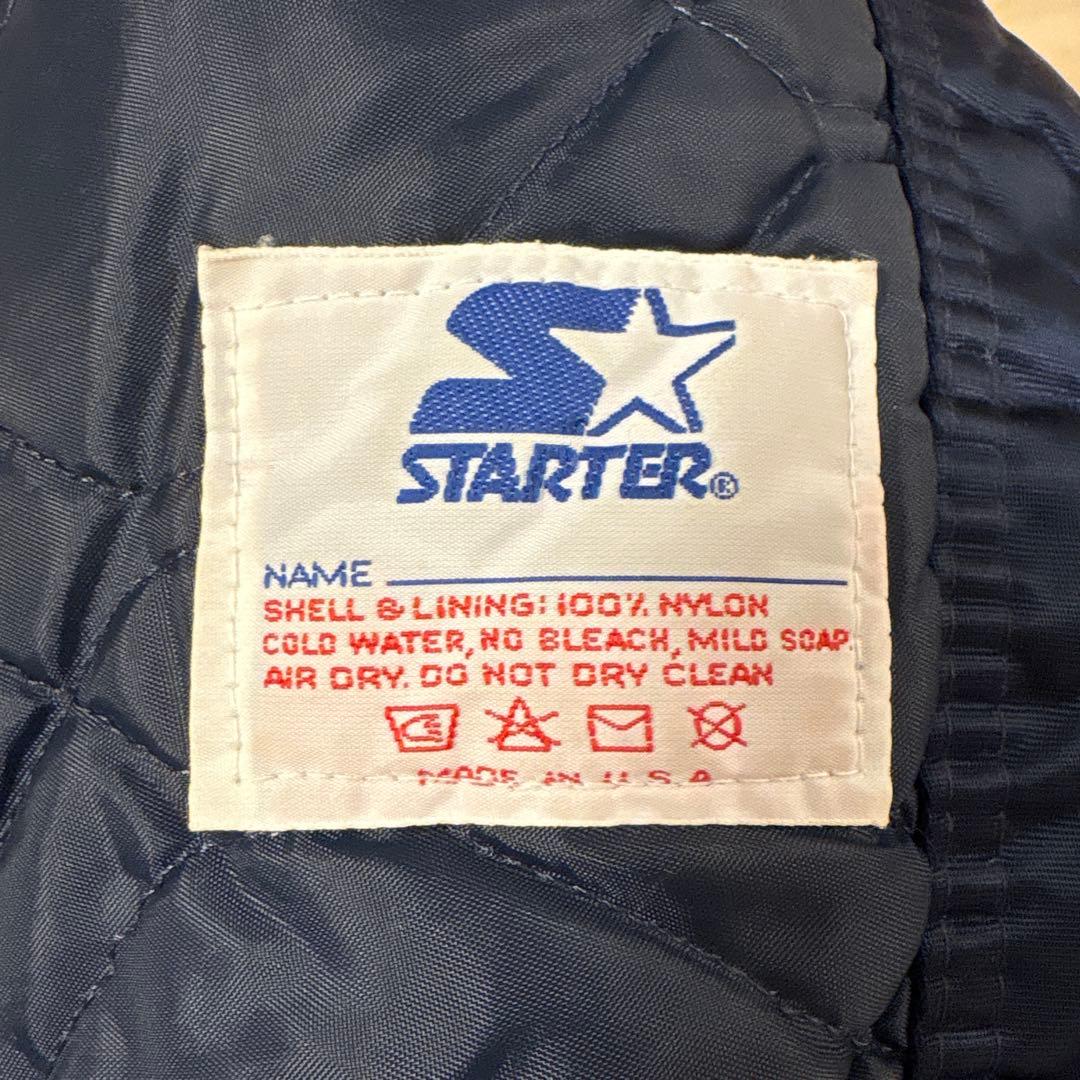 STARTER®
NAME
SHELL & LINING: 100% NYLON
COLD WATER, NO BLEACH, MILD SOAP.
AIR DRY. DO NOT DRY CLEAN
MADE IN U.S.A